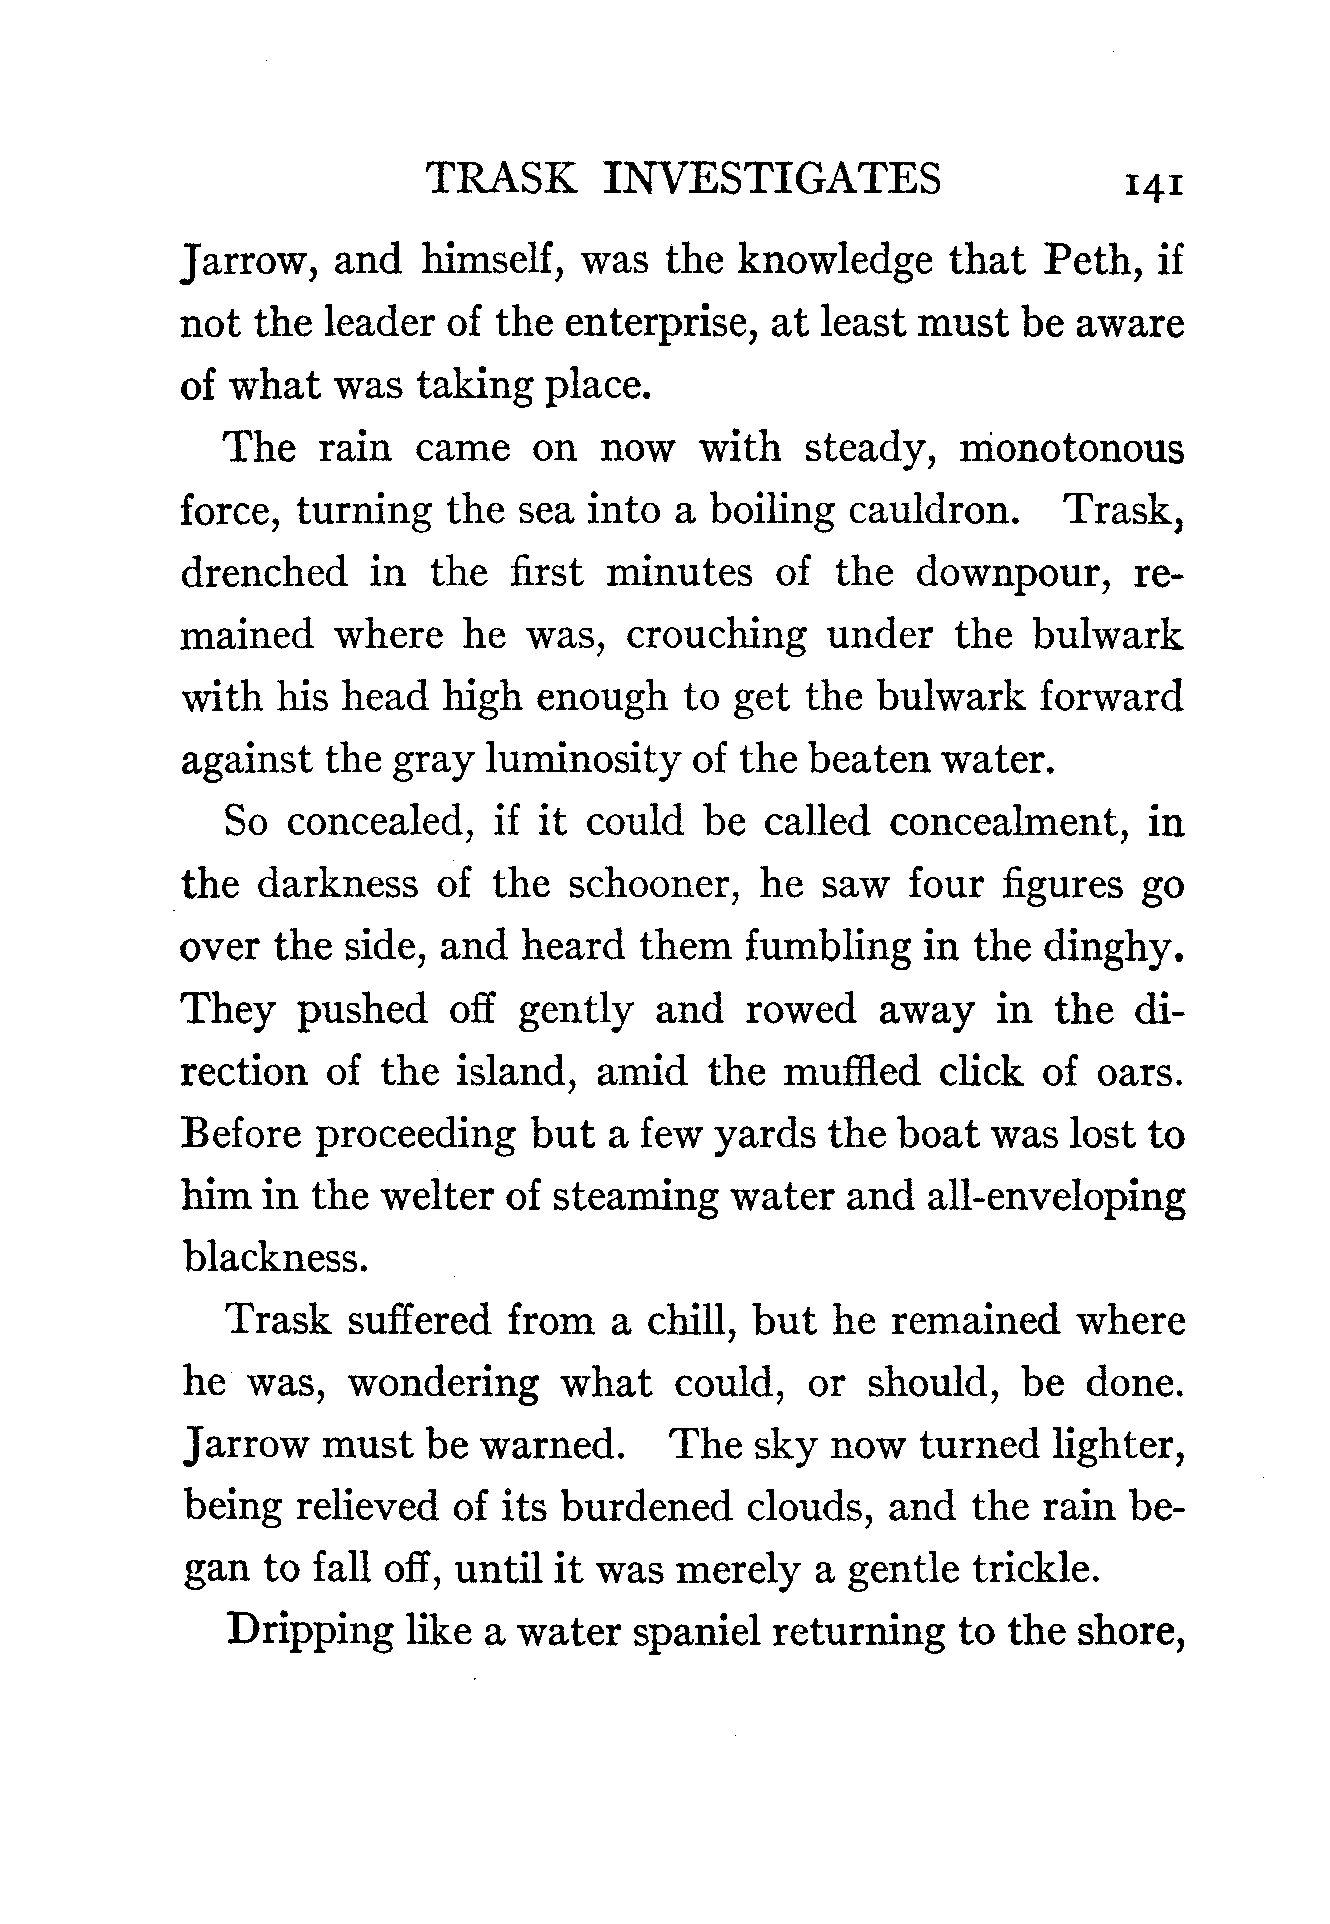 TRASK INVESTIGATES 141
Jarrow, and himself, was the knowledge that Peth, if
not the leader of the enterprise, at least must be aware
of what was taking place.
The rain came on now with steady, monotonous
force, turning the sea into a boiling cauldron. Trask,
drenched in the first minutes of the downpour, re-
mained where he was, crouching under the bulwark
with his head high enough to get the bulwark forward
against the gray luminosity of the beaten water.
So concealed, if it could be called concealment, in
the darkness of the schooner, he saw four figures go
over the side, and heard them fumbling in the dinghy.
They pushed off gently and rowed away in the di-
rection of the island, amid the muffled click of oars.
Before proceeding but a few yards the boat was lost to
him in the welter of steaming water and all-enveloping
blackness.
Trask suffered from a chill, but he remained where
he was, wondering what could, or should, be done.
Jarrow must be warned. The sky now turned lighter,
being relieved of its burdened clouds, and the rain be-
gan to fall off, until it was merely a gentle trickle.
Dripping like a water spaniel returning to the shore,